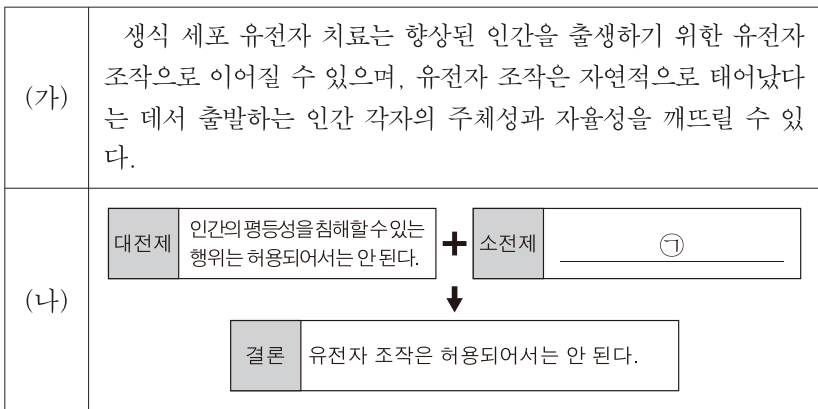 (가)
생식 세포 유전자 치료는 향상된 인간을 출생하기 위한 유전자
조작으로 이어질 수 있으며, 유전자 조작은 자연적으로 태어났다
는 데서 출발하는 인간 각자의 주체성과 자율성을 깨뜨릴 수 있
다.
(나)
대전제
인간의 평등성을 침해할 수 있는
행위는 허용되어서는 안 된다.
+
소전제
㉠
결론
유전자 조작은 허용되어서는 안 된다.